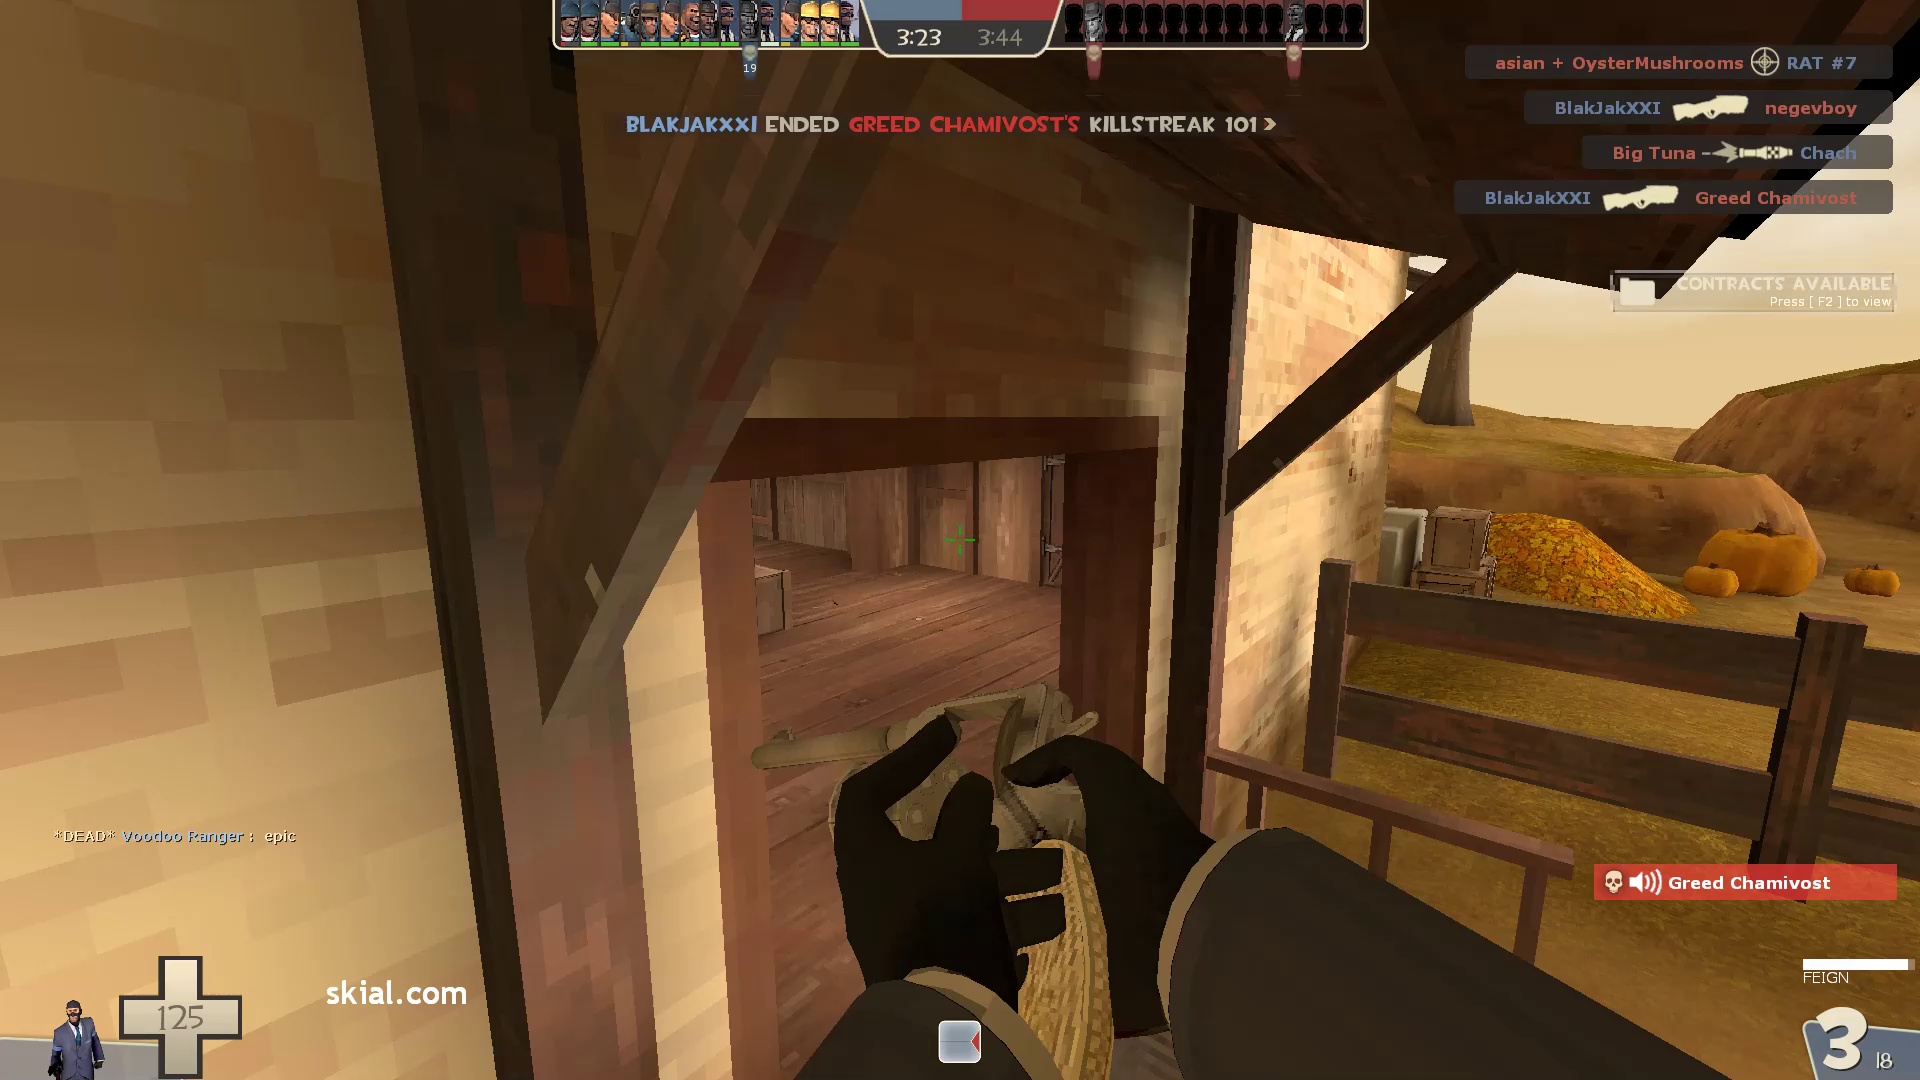 3:23 3:44
19
BLAKJAKXXI ENDED GREED CHAMIVOST'S KILLSTREAK 101 >
asian + OysterMushrooms RAT #7
BlakJakXXI negevboy
Big Tuna Chach
BlakJakXXI Greed Chamivost
CONTRACTS AVAILABLE
Press [ F2 ] to view
*DEAD* Voodoo Ranger : epic
Greed Chamivost
skial.com
125
FEIGN
3 18